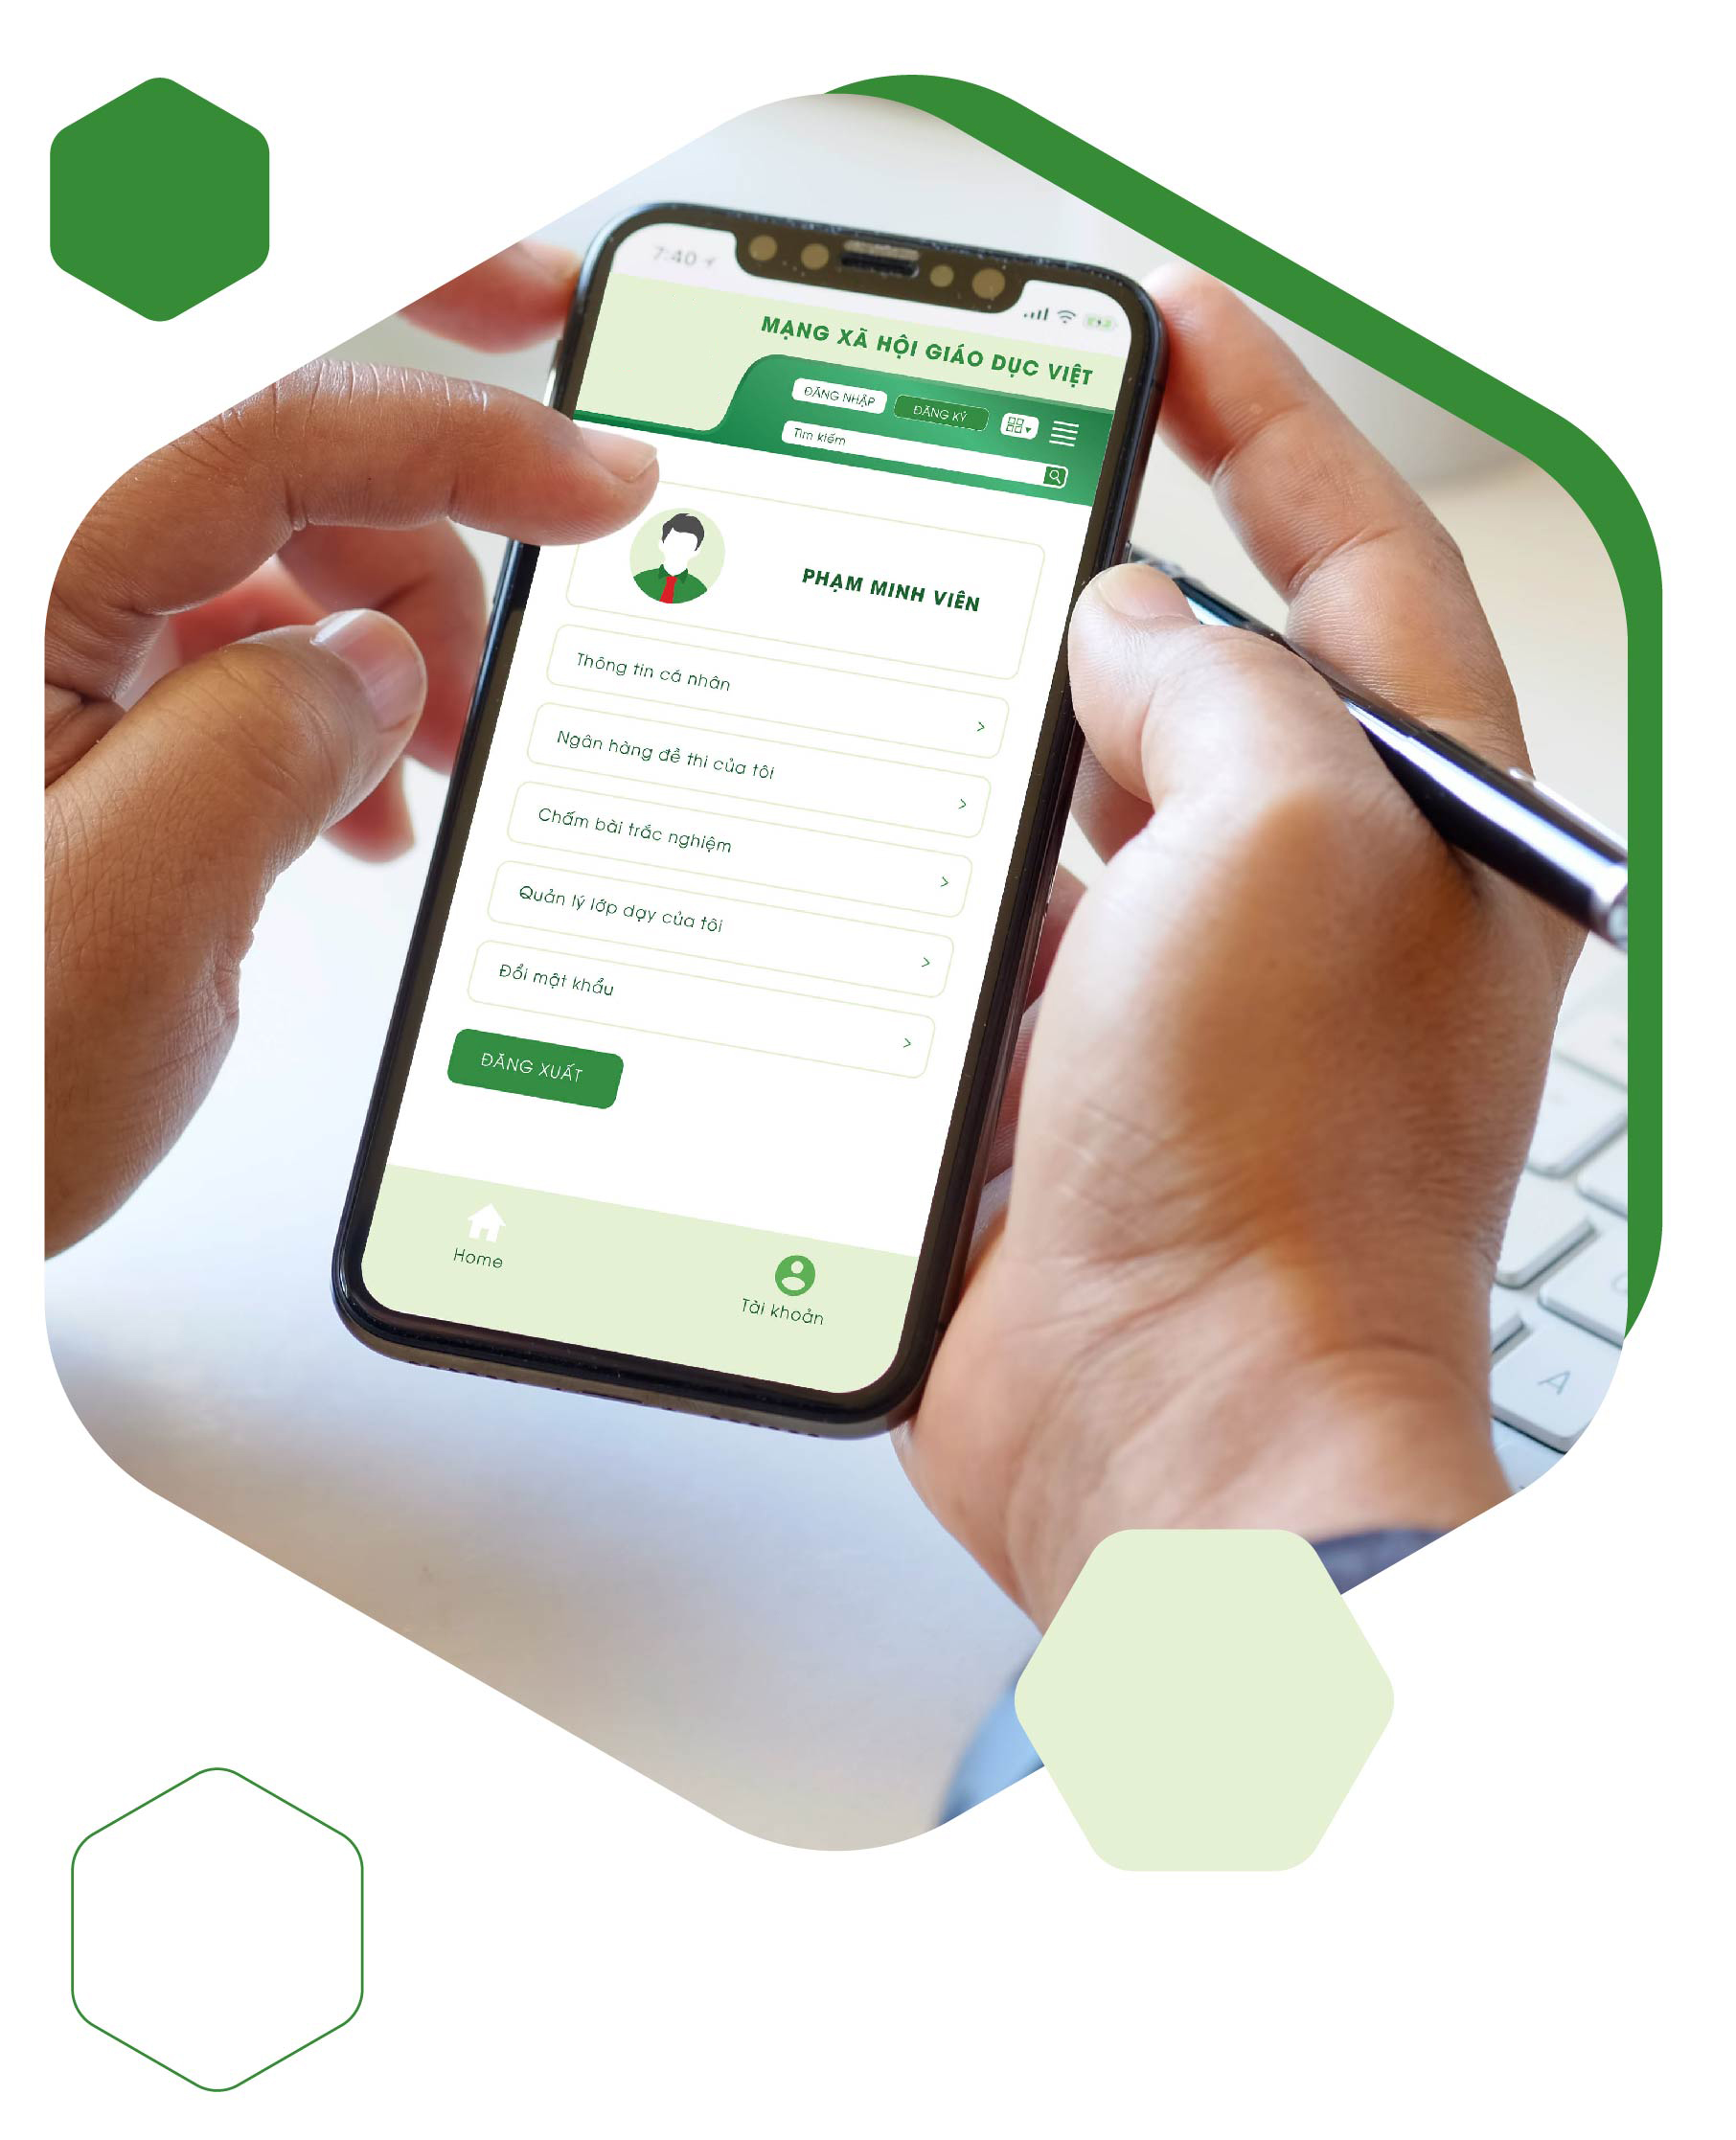 7:40
MẠNG XÃ HỘI GIÁO DỤC VIỆT
ĐĂNG NHẬP ĐĂNG KÝ
Tìm kiếm
PHẠM MINH VIÊN
Thông tin cá nhân
Ngân hàng đề thi của tôi
Chấm bài trắc nghiệm
Quản lý lớp dạy của tôi
Đổi mật khẩu
ĐĂNG XUẤT
Home
Tài khoản
A